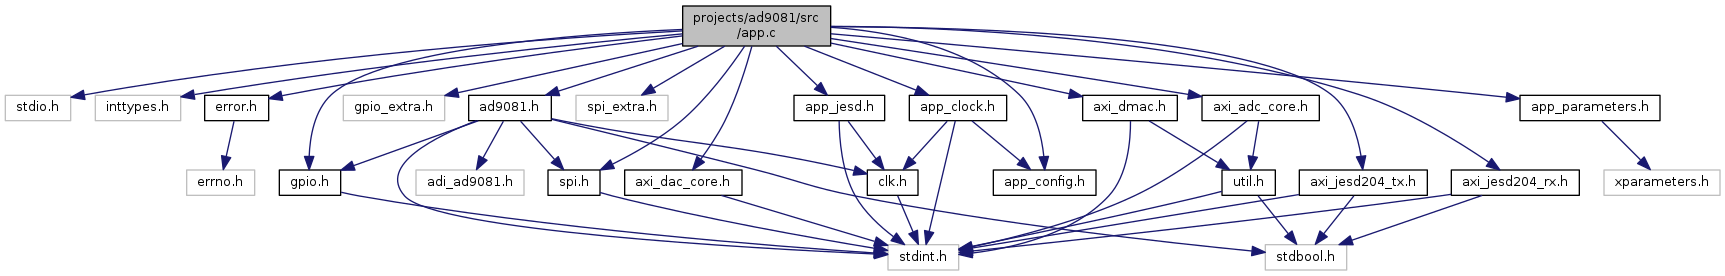 projects/ad9081/src
/app.c
stdio.h
inttypes.h
error.h
gpio_extra.h
ad9081.h
spi_extra.h
app_jesd.h
app_clock.h
axi_dmac.h
axi_adc_core.h
app_parameters.h
errno.h
gpio.h
adi_ad9081.h
spi.h
axi_dac_core.h
clk.h
app_config.h
util.h
axi_jesd204_tx.h
axi_jesd204_rx.h
xparameters.h
stdint.h
stdbool.h